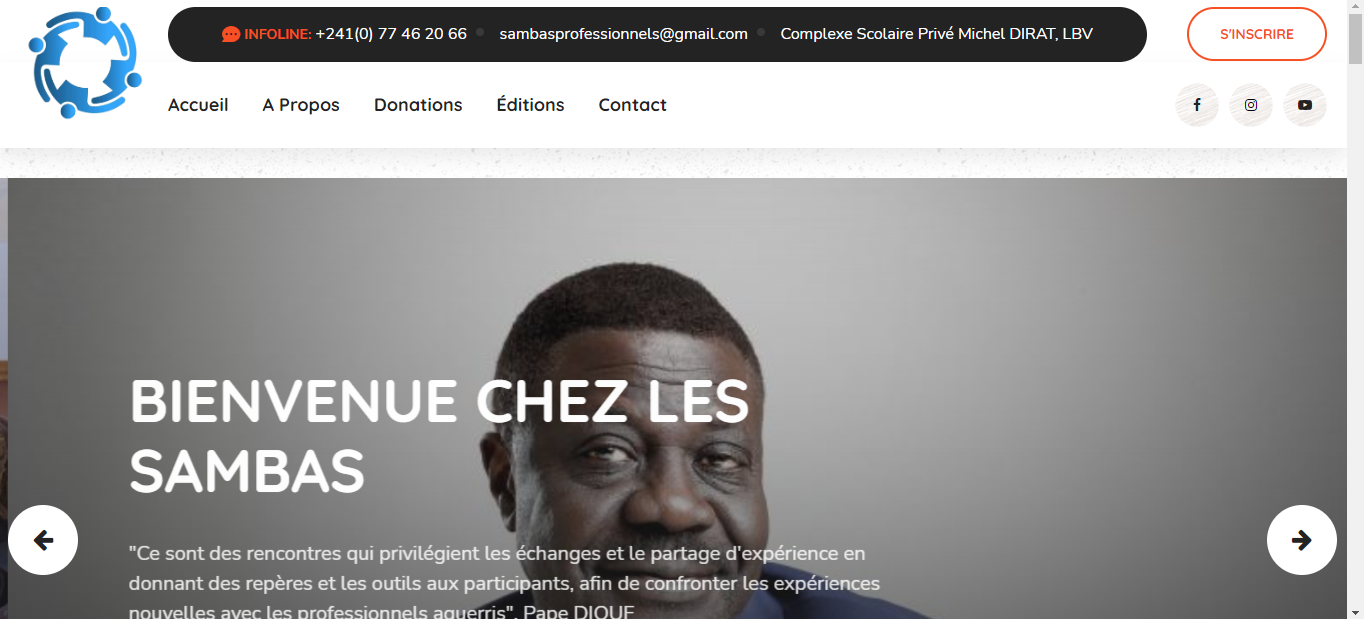 INFOLINE: +241(0) 77 46 20 66 sambasprofessionnels@gmail.com Complexe Scolaire Privé Michel DIRAT, LBV
S'INSCRIRE
Accueil A Propos Donations Éditions Contact
BIENVENUE CHEZ LES
SAMBAS
"Ce sont des rencontres qui privilégient les échanges et le partage d'expérience en
donnant des repères et les outils aux participants, afin de confronter les expériences
nouvelles avec les professionnels aguerris". Pape DIOUF